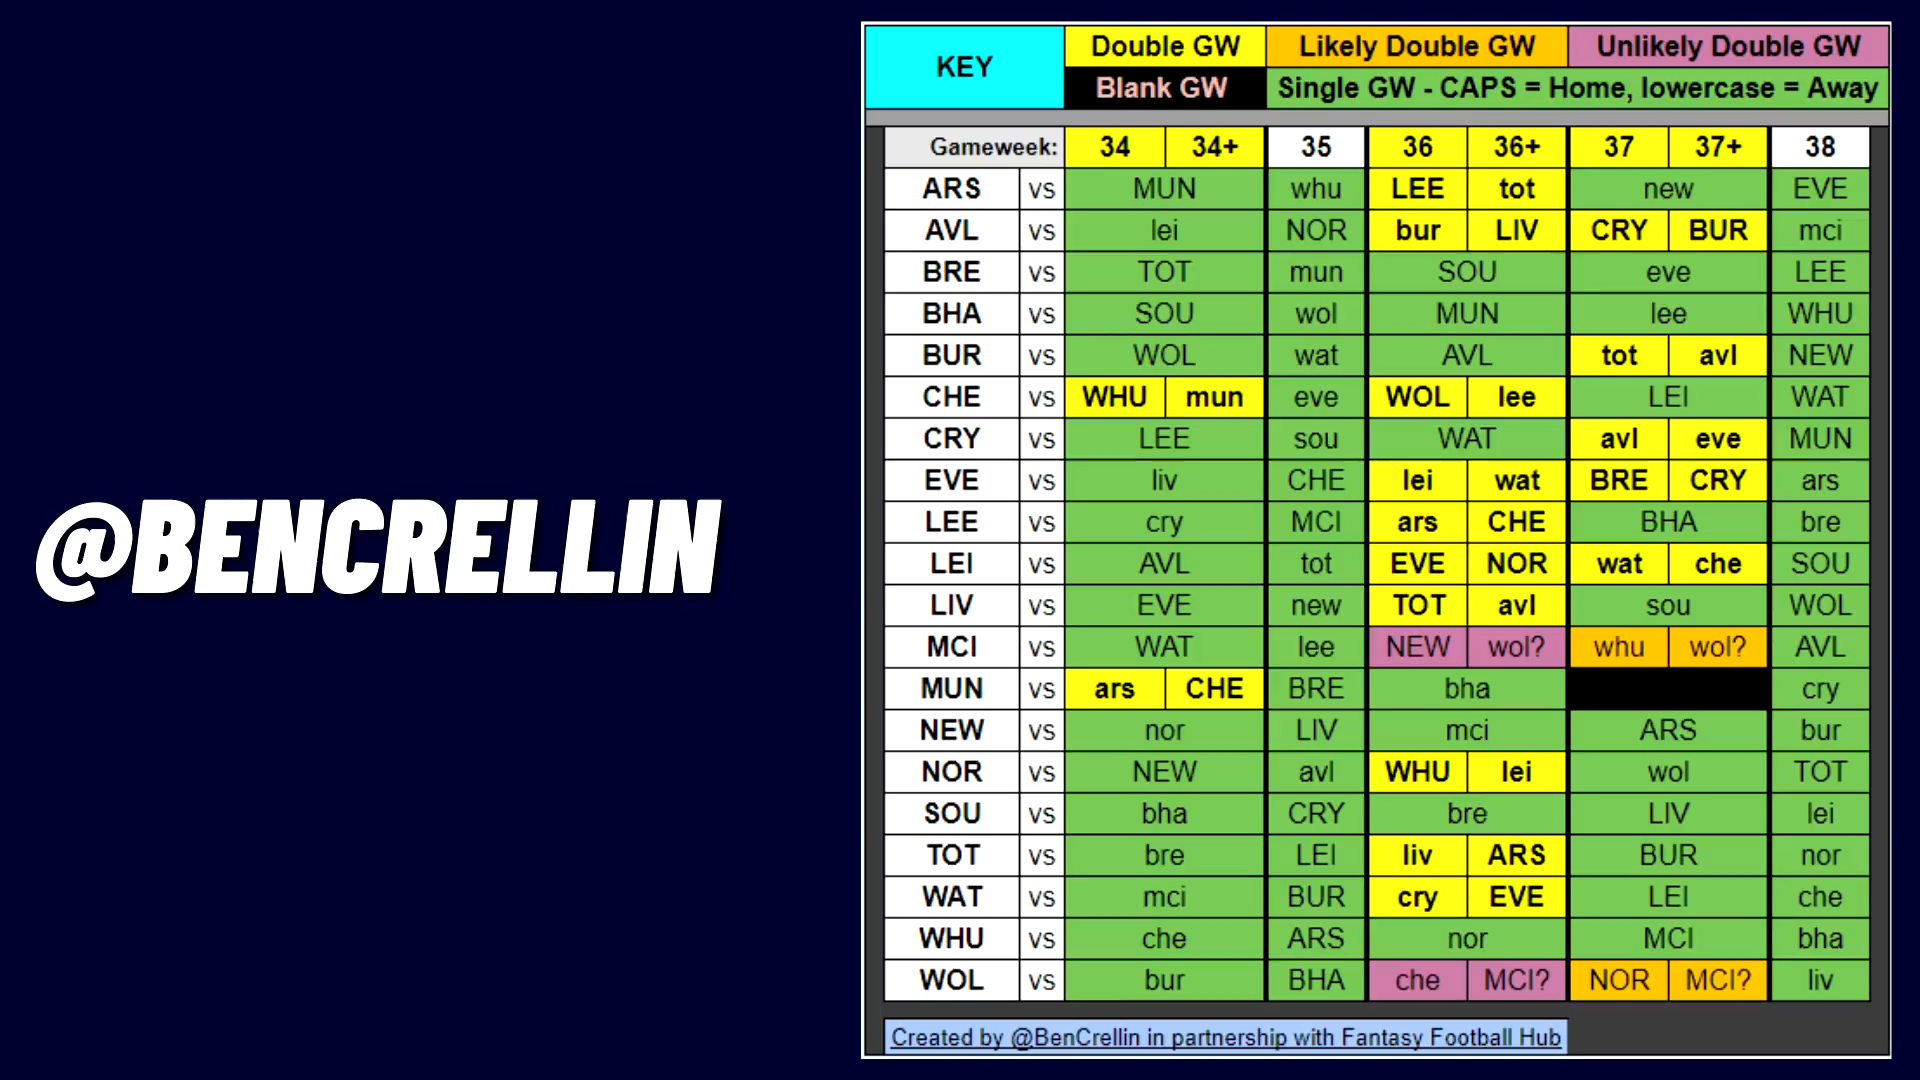 @BENCRELLIN
KEY Double GW Likely Double GW Unlikely Double GW
Blank GW Single GW - CAPS = Home, lowercase = Away
Gameweek: 34 34+ 35 36 36+ 37 37+ 38
ARS vs MUN whu LEE tot new EVE
AVL vs lei NOR bur LIV CRY BUR mci
BRE vs TOT mun SOU eve LEE
BHA vs SOU wol MUN lee WHU
BUR vs WOL wat AVL tot avl NEW
CHE vs WHU mun eve WOL lee LEI WAT
CRY vs LEE sou WAT avl eve MUN
EVE vs liv CHE lei wat BRE CRY ars
LEE vs cry MCI ars CHE BHA bre
LEI vs AVL tot EVE NOR wat che SOU
LIV vs EVE new TOT avl sou WOL
MCI vs WAT lee NEW wol? whu wol? AVL
MUN vs ars CHE BRE bha cry
NEW vs nor LIV mci ARS bur
NOR vs NEW avl WHU lei wol TOT
SOU vs bha CRY bre LIV lei
TOT vs bre LEI liv ARS BUR nor
WAT vs mci BUR cry EVE LEI che
WHU vs che ARS nor MCI bha
WOL vs bur BHA che MCI? NOR MCI? liv
Created by @BenCrellin in partnership with Fantasy Football Hub